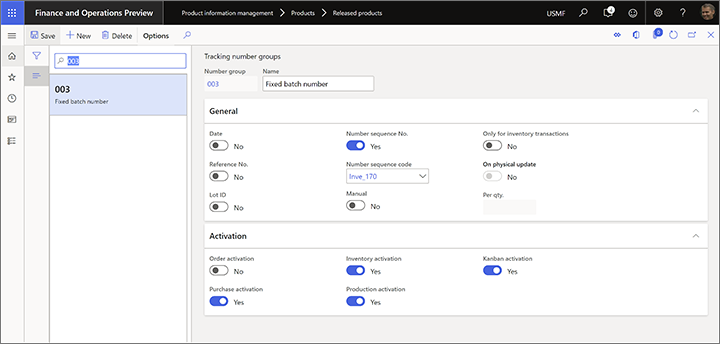 Finance and Operations Preview
Product information management > Products > Released products
USMF
4
?
Save
New
Delete
Options
0
003
003
Fixed batch number
Tracking number groups
Number group
Name
003
Fixed batch number
General
Date
No
Number sequence No.
Yes
Only for inventory transactions
No
Reference No.
No
Number sequence code
Inve_170
On physical update
No
Lot ID
No
Manual
No
Per qty.
Activation
Order activation
No
Inventory activation
Yes
Kanban activation
Yes
Purchase activation
Yes
Production activation
Yes